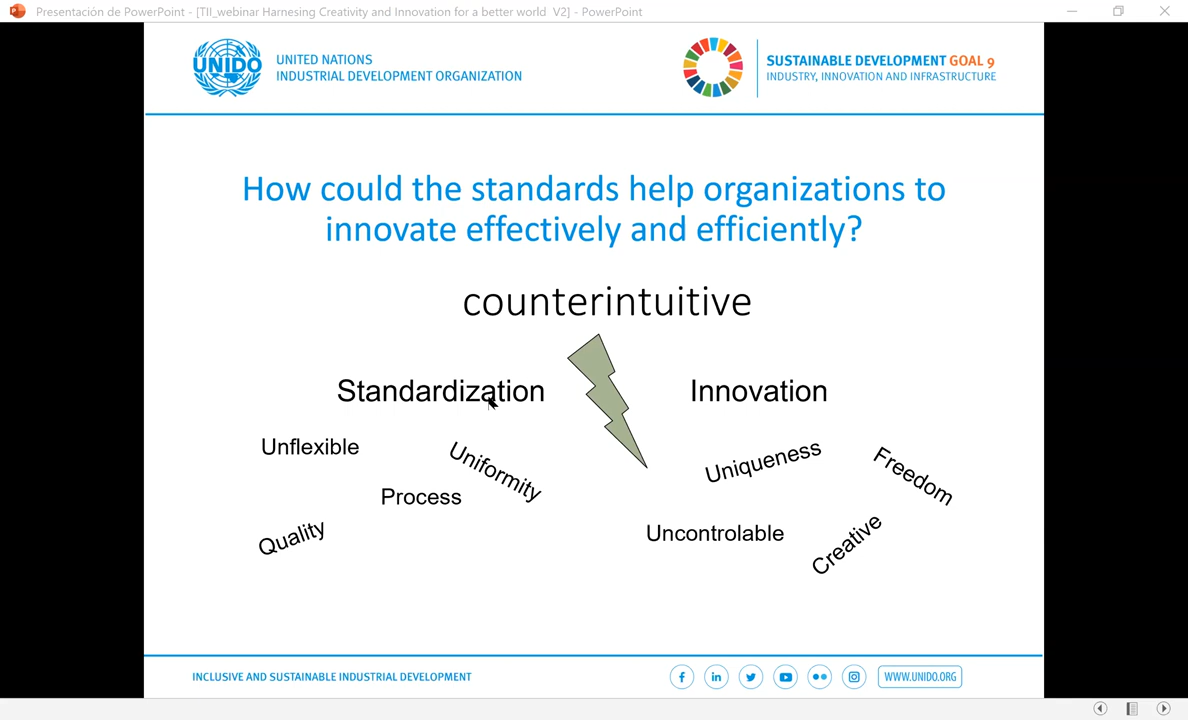 Presentación de PowerPoint - [TII_webinar Harnesing Creativity and Innovation for a better world  V2] - PowerPoint
UNIDO
UNITED NATIONS
INDUSTRIAL DEVELOPMENT ORGANIZATION
SUSTAINABLE DEVELOPMENT GOAL 9
INDUSTRY, INNOVATION AND INFRASTRUCTURE
How could the standards help organizations to
innovate effectively and efficiently?
counterintuitive
Standardization
Innovation
Unflexible
Uniformity
Process
Quality
Uniqueness
Freedom
Uncontrolable
Creative
INCLUSIVE AND SUSTAINABLE INDUSTRIAL DEVELOPMENT
WWW.UNIDO.ORG